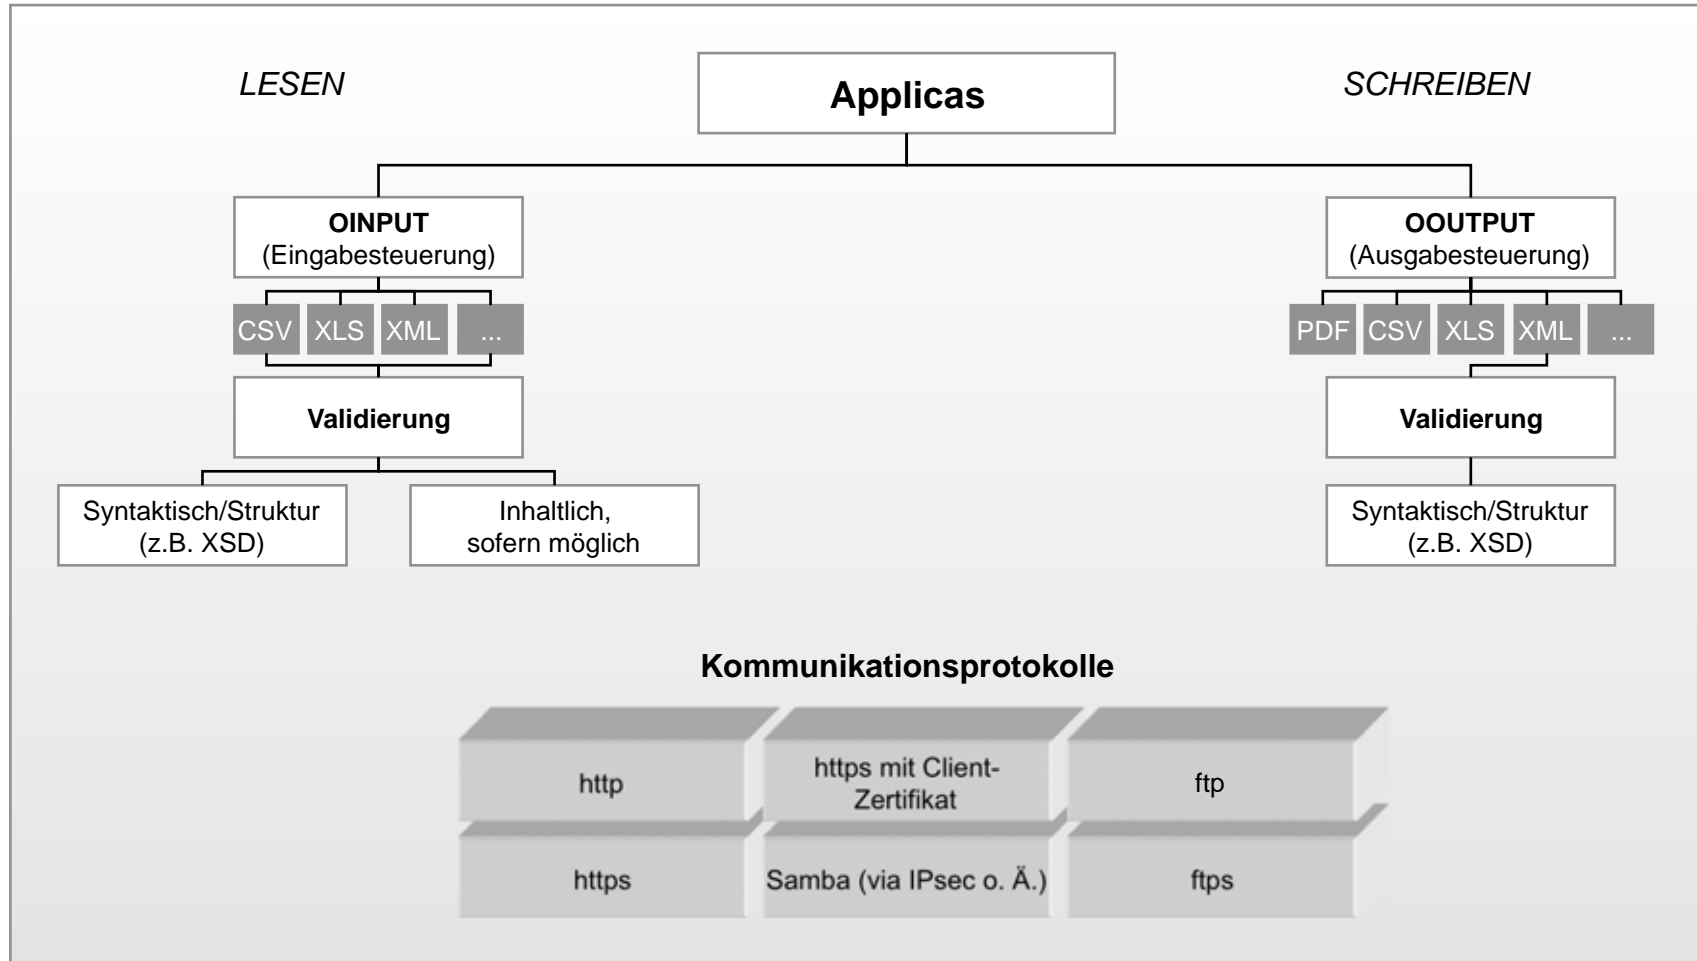 LESEN
Applicas
SCHREIBEN
OINPUT
(Eingabesteuerung)
CSV
XLS
XML
...
Validierung
Syntaktisch/Struktur
(z.B. XSD)
Inhaltlich,
sofern möglich
OOUTPUT
(Ausgabesteuerung)
PDF
CSV
XLS
XML
...
Validierung
Syntaktisch/Struktur
(z.B. XSD)
Kommunikationsprotokolle
http
https mit Client-
Zertifikat
ftp
https
Samba (via IPsec o. Ä.)
ftps